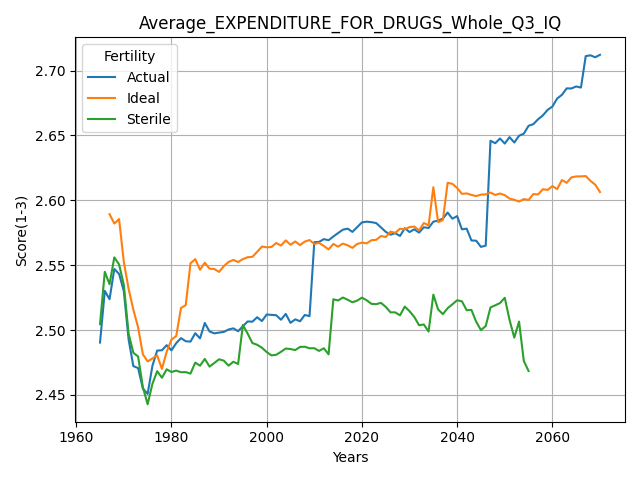 Average_EXPENDITURE_FOR_DRUGS_Whole_Q3_IQ
Fertility
Actual
Ideal
Sterile
2.70
2.65
2.60
2.55
2.50
2.45
Score(1-3)
1960 1980 2000 2020 2040 2060
Years